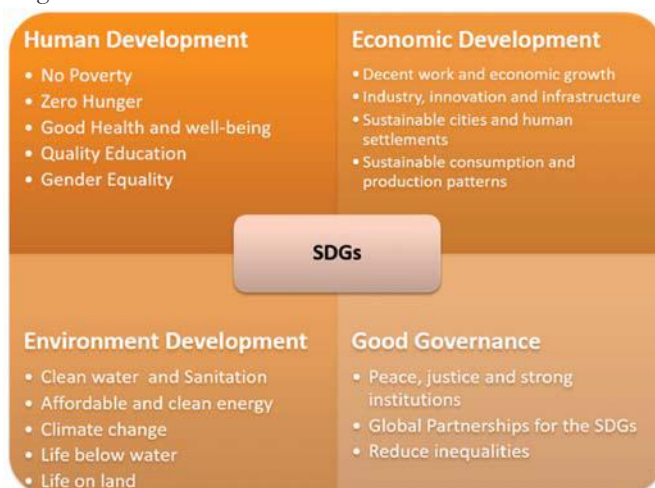 Human Development
• No Poverty
• Zero Hunger
• Good Health and well-being
• Quality Education
• Gender Equality
Economic Development
• Decent work and economic growth
• Industry, innovation and infrastructure
• Sustainable cities and human
settlements
• Sustainable consumption and
production patterns
SDGs
Environment Development
• Clean water and Sanitation
• Affordable and clean energy
• Climate change
• Life below water
• Life on land
Good Governance
• Peace, justice and strong
institutions
• Global Partnerships for the SDGs
• Reduce inequalities